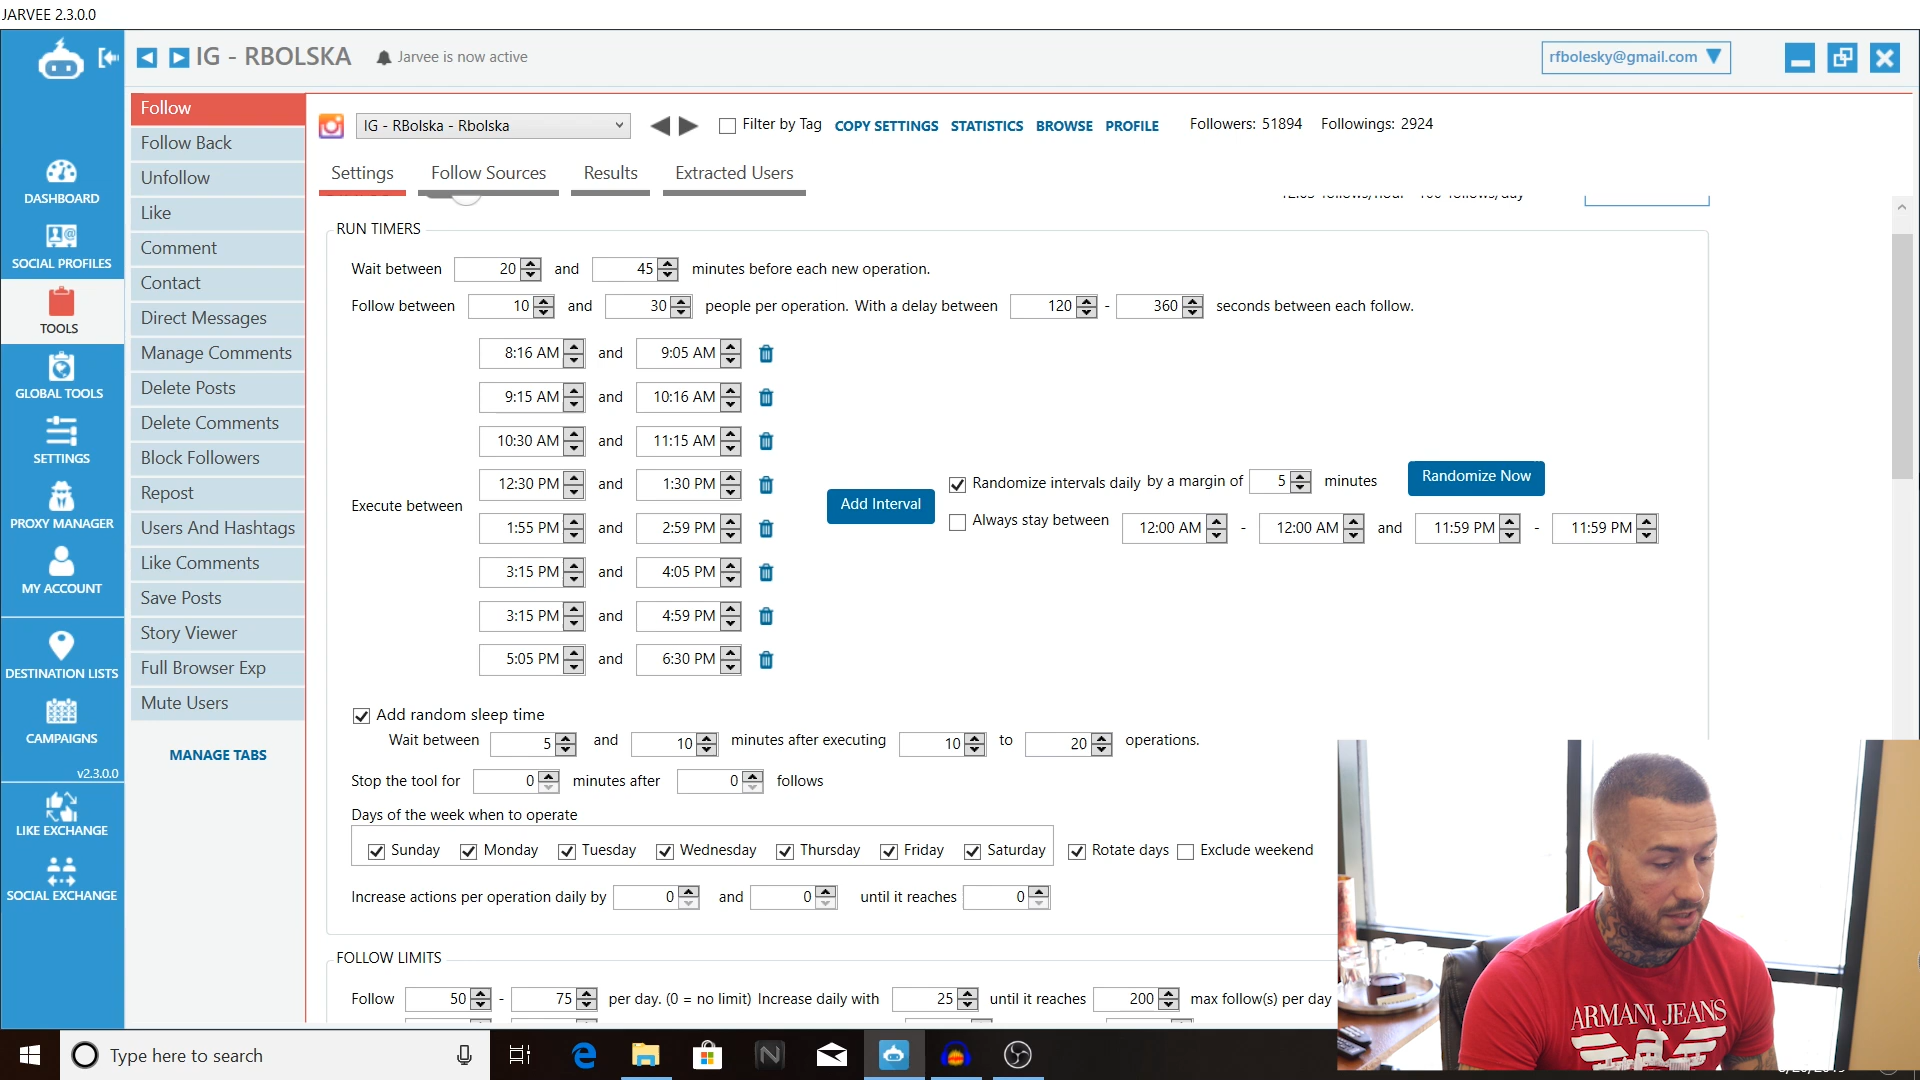 JARVEE 2.3.0.0
IG - RBOLSKA
Jarvee is now active
rfbolesky@gmail.com
DASHBOARD
SOCIAL PROFILES
TOOLS
GLOBAL TOOLS
SETTINGS
PROXY MANAGER
MY ACCOUNT
DESTINATION LISTS
CAMPAIGNS
v2.3.0.0
LIKE EXCHANGE
SOCIAL EXCHANGE
Follow
Follow Back
Unfollow
Like
Comment
Contact
Direct Messages
Manage Comments
Delete Posts
Delete Comments
Block Followers
Repost
Users And Hashtags
Like Comments
Save Posts
Story Viewer
Full Browser Exp
Mute Users
MANAGE TABS
IG - RBolska - Rbolska
Filter by Tag COPY SETTINGS STATISTICS BROWSE PROFILE Followers: 51894 Followings: 2924
Settings Follow Sources Results Extracted Users
RUN TIMERS
Wait between 20 and 45 minutes before each new operation.
Follow between 10 and 30 people per operation. With a delay between 120 - 360 seconds between each follow.
Execute between
8:16 AM and 9:05 AM
9:15 AM and 10:16 AM
10:30 AM and 11:15 AM
12:30 PM and 1:30 PM
1:55 PM and 2:59 PM
3:15 PM and 4:05 PM
3:15 PM and 4:59 PM
5:05 PM and 6:30 PM
Add Interval
Randomize intervals daily by a margin of 5 minutes Randomize Now
Always stay between 12:00 AM - 12:00 AM and 11:59 PM - 11:59 PM
Add random sleep time
Wait between 5 and 10 minutes after executing 10 to 20 operations.
Stop the tool for 0 minutes after 0 follows
Days of the week when to operate
Sunday Monday Tuesday Wednesday Thursday Friday Saturday Rotate days Exclude weekend
Increase actions per operation daily by 0 and 0 until it reaches 0
FOLLOW LIMITS
Follow 50 - 75 per day. (0 = no limit) Increase daily with 25 until it reaches 200 max follow(s) per day
ARMANI JEANS
Type here to search